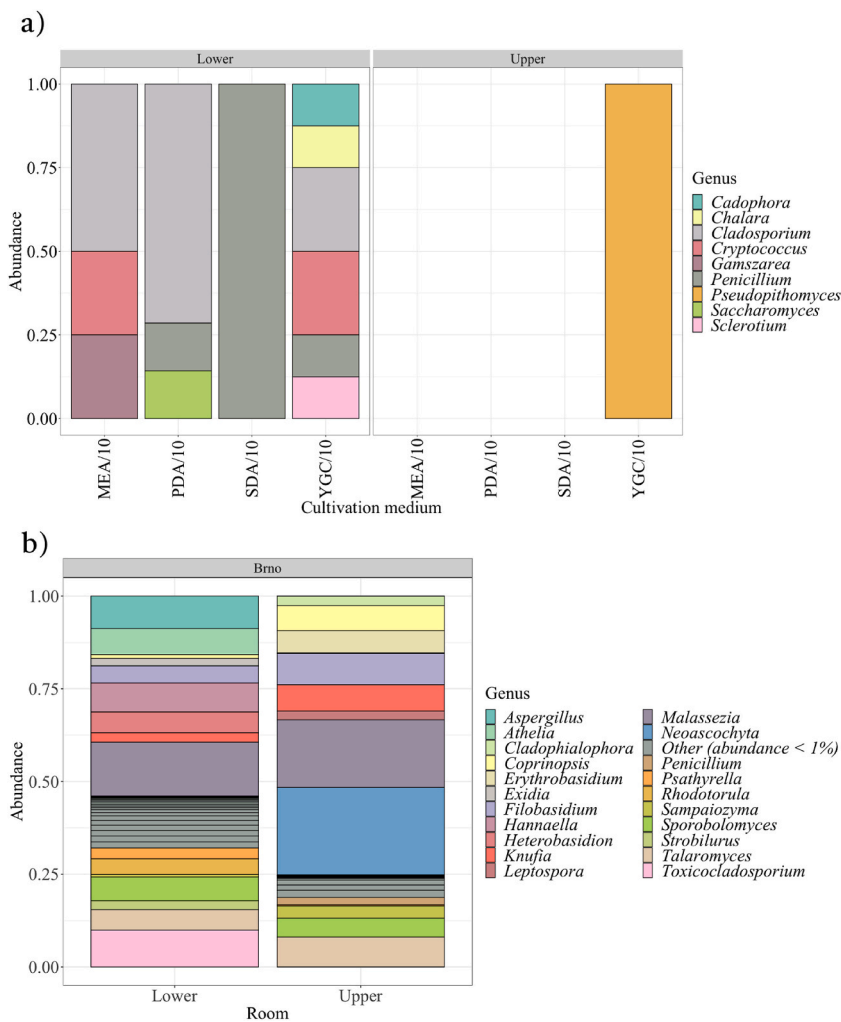 a)
Lower
Upper
1.00
0.75
0.50
0.25
0.00
Abundance
MEA/10
PDA/10
SDA/10
YGC/10
MEA/10
PDA/10
SDA/10
YGC/10
Cultivation medium
Genus
Cadophora
Chalara
Cladosporium
Cryptococcus
Gamszarea
Penicillium
Pseudopithomyces
Saccharomyces
Sclerotium
b)
Brno
1.00
0.75
0.50
0.25
0.00
Abundance
Lower
Upper
Room
Genus
Aspergillus
Athelia
Cladophialophora
Coprinopsis
Erythrobasidium
Exidia
Filobasidium
Hannaella
Heterobasidion
Knufia
Leptospora
Malassezia
Neoascochyta
Other (abundance < 1%)
Penicillium
Psathyrella
Rhodotorula
Sampaiozyma
Sporobolomyces
Strobilurus
Talaromyces
Toxicocladosporium